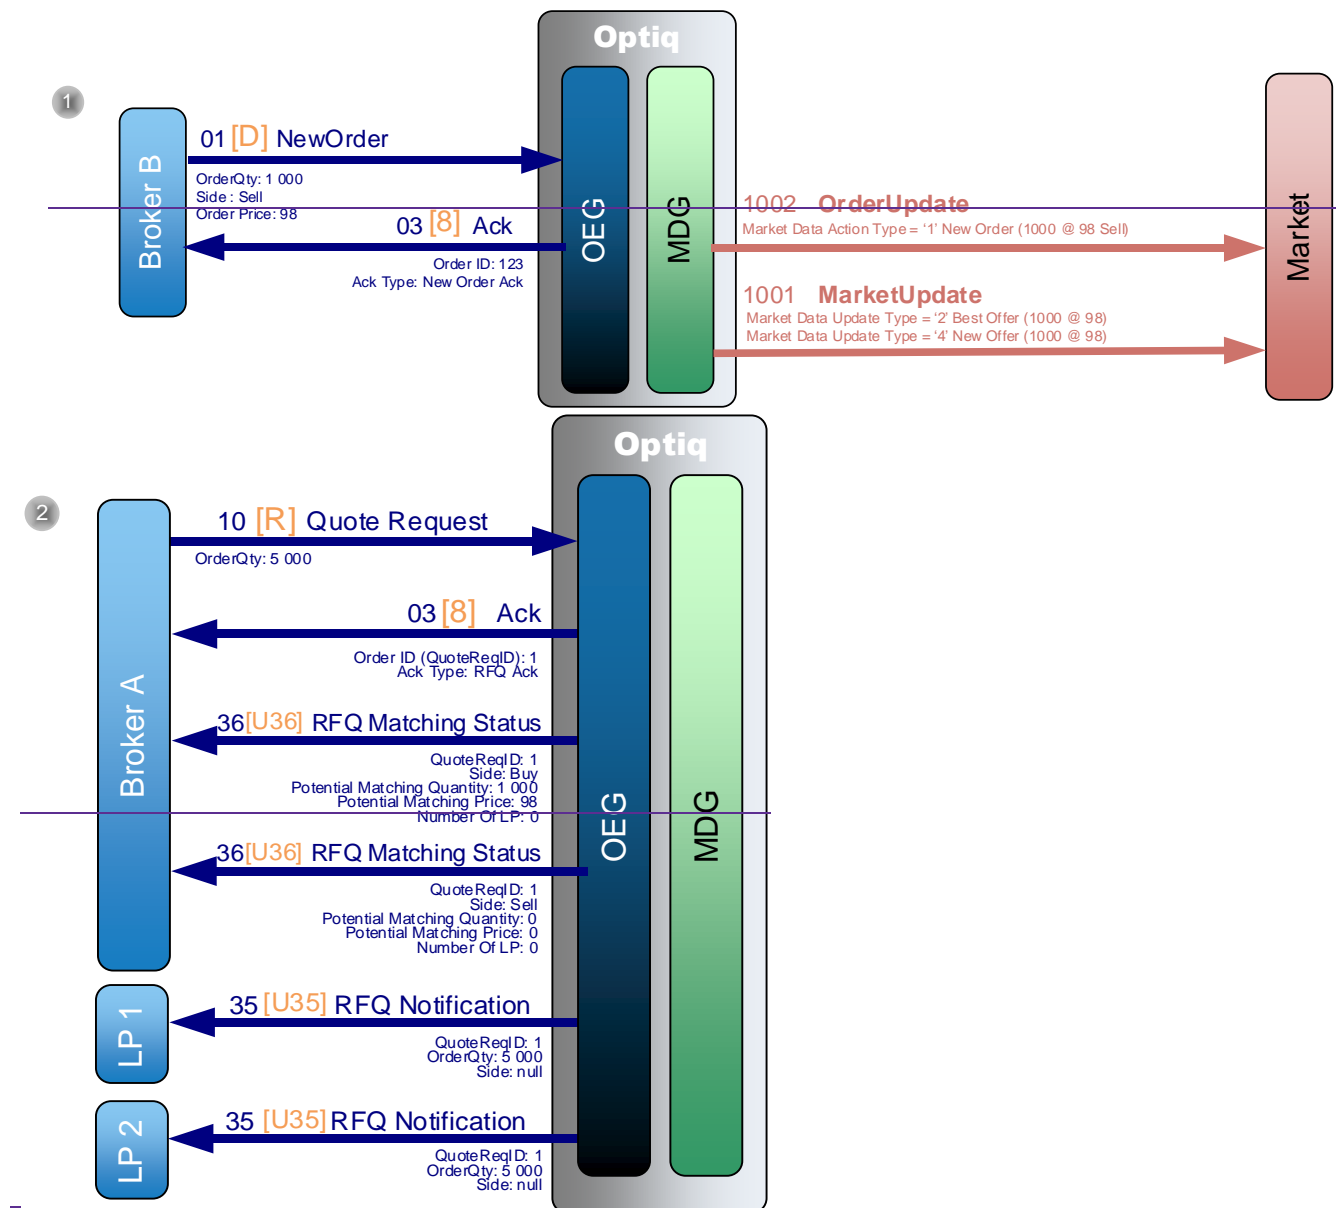 Optiq
1
01 [D] NewOrder
OrderQty: 1 000
Side : Sell
Order Price: 98
03 [8] Ack
Order ID: 123
Ack Type: New Order Ack
Broker B
OEG
MDG
1002 OrderUpdate
Market Data Action Type = ‘1’ New Order (1000 @ 98 Sell)
1001 MarketUpdate
Market Data Update Type = ‘2’ Best Offer (1000 @ 98)
Market Data Update Type = ‘4’ New Offer (1000 @ 98)
Market
Optiq
2
10 [R] Quote Request
OrderQty: 5 000
03 [8] Ack
Order ID (QuoteReqID): 1
Ack Type: RFQ Ack
36 [U36] RFQ Matching Status
QuoteReqID: 1
Side: Buy
Potential Matching Quantity: 1 000
Potential Matching Price: 98
Number Of LP: 0
Broker A
OEG
MDG
36 [U36] RFQ Matching Status
QuoteReqID: 1
Side: Sell
Potential Matching Quantity: 0
Potential Matching Price: 0
Number Of LP: 0
LP 1
35 [U35] RFQ Notification
QuoteReqID: 1
OrderQty: 5 000
Side: null
LP 2
35 [U35] RFQ Notification
QuoteReqID: 1
OrderQty: 5 000
Side: null